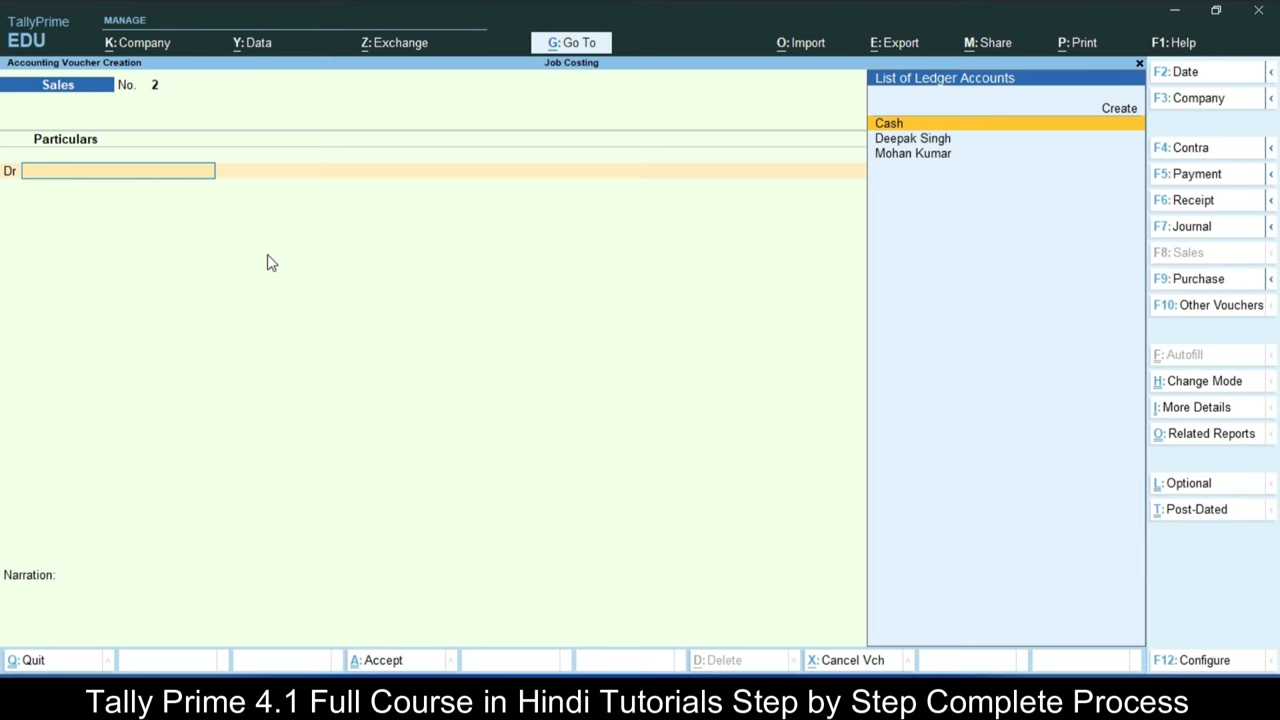 TallyPrime
EDU
MANAGE
K: Company
Y: Data
Z: Exchange
G: Go To
O: Import
E: Export
M: Share
P: Print
F1: Help
Accounting Voucher Creation
Job Costing
Sales No. 2
Particulars
Dr
Narration:
List of Ledger Accounts
Create
Cash
Deepak Singh
Mohan Kumar
F2: Date
F3: Company
F4: Contra
F5: Payment
F6: Receipt
F7: Journal
F8: Sales
F9: Purchase
F10: Other Vouchers
F: Autofill
H: Change Mode
I: More Details
O: Related Reports
L: Optional
T: Post-Dated
Q: Quit
A: Accept
D: Delete
X: Cancel Vch
F12: Configure
Tally Prime 4.1 Full Course in Hindi Tutorials Step by Step Complete Process